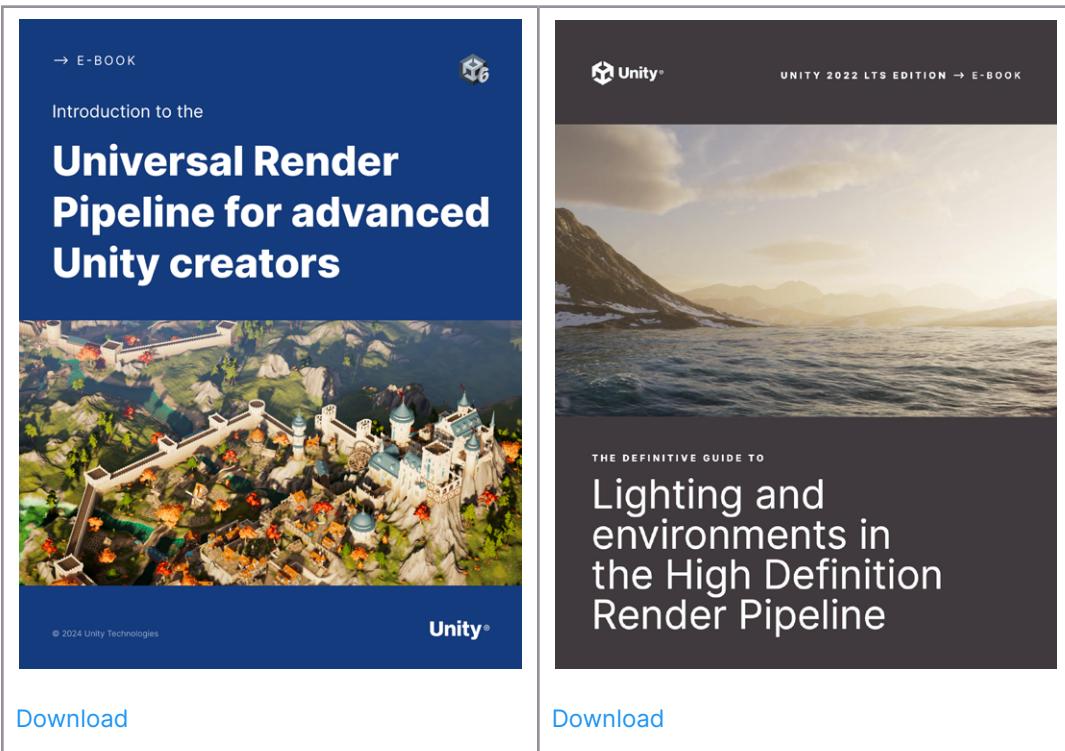 → E-BOOK
6
Introduction to the
Universal Render
Pipeline for advanced
Unity creators
© 2024 Unity Technologies
Unity®
Download
Unity®
UNITY 2022 LTS EDITION → E-BOOK
THE DEFINITIVE GUIDE TO
Lighting and
environments in
the High Definition
Render Pipeline
Download